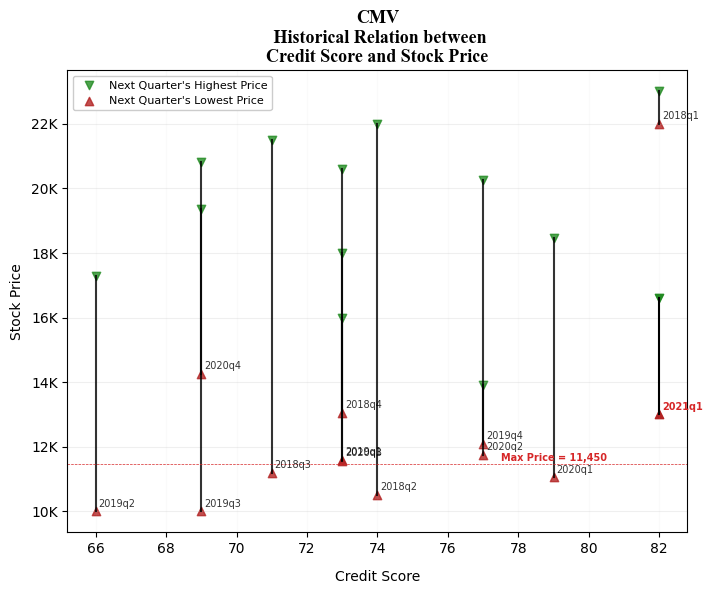 CMV
Historical Relation between
Credit Score and Stock Price
Next Quarter's Highest Price
Next Quarter's Lowest Price
22K
20K
18K
16K
14K
12K
10K
Stock Price
2018q1
2020q4
2018q4
2021q1
2019q4
2020q2
Max Price = 11,450
2020q1
2018q3
2018q2
2019q2
2019q3
66 68 70 72 74 76 78 80 82
Credit Score